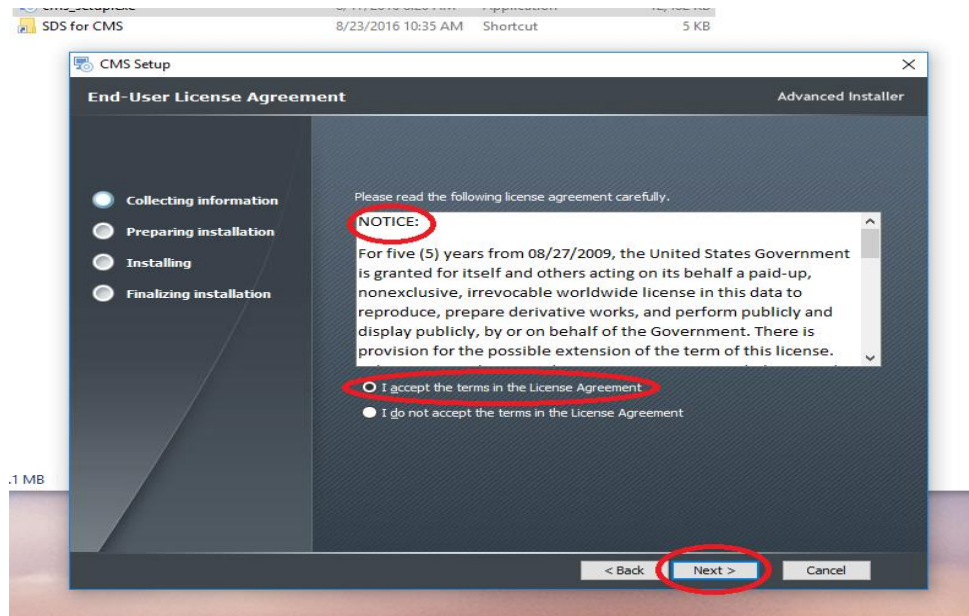 SDS for CMS 8/23/2016 10:35 AM Shortcut 5 KB
CMS Setup
End-User License Agreement Advanced Installer
Please read the following license agreement carefully.
Collecting information
Preparing installation
Installing
Finalizing installation
NOTICE:
For five (5) years from 08/27/2009, the United States Government
is granted for itself and others acting on its behalf a paid-up,
nonexclusive, irrevocable worldwide license in this data to
reproduce, prepare derivative works, and perform publicly and
display publicly, by or on behalf of the Government. There is
provision for the possible extension of the term of this license.
I accept the terms in the License Agreement
I do not accept the terms in the License Agreement
.1 MB
< Back Next > Cancel